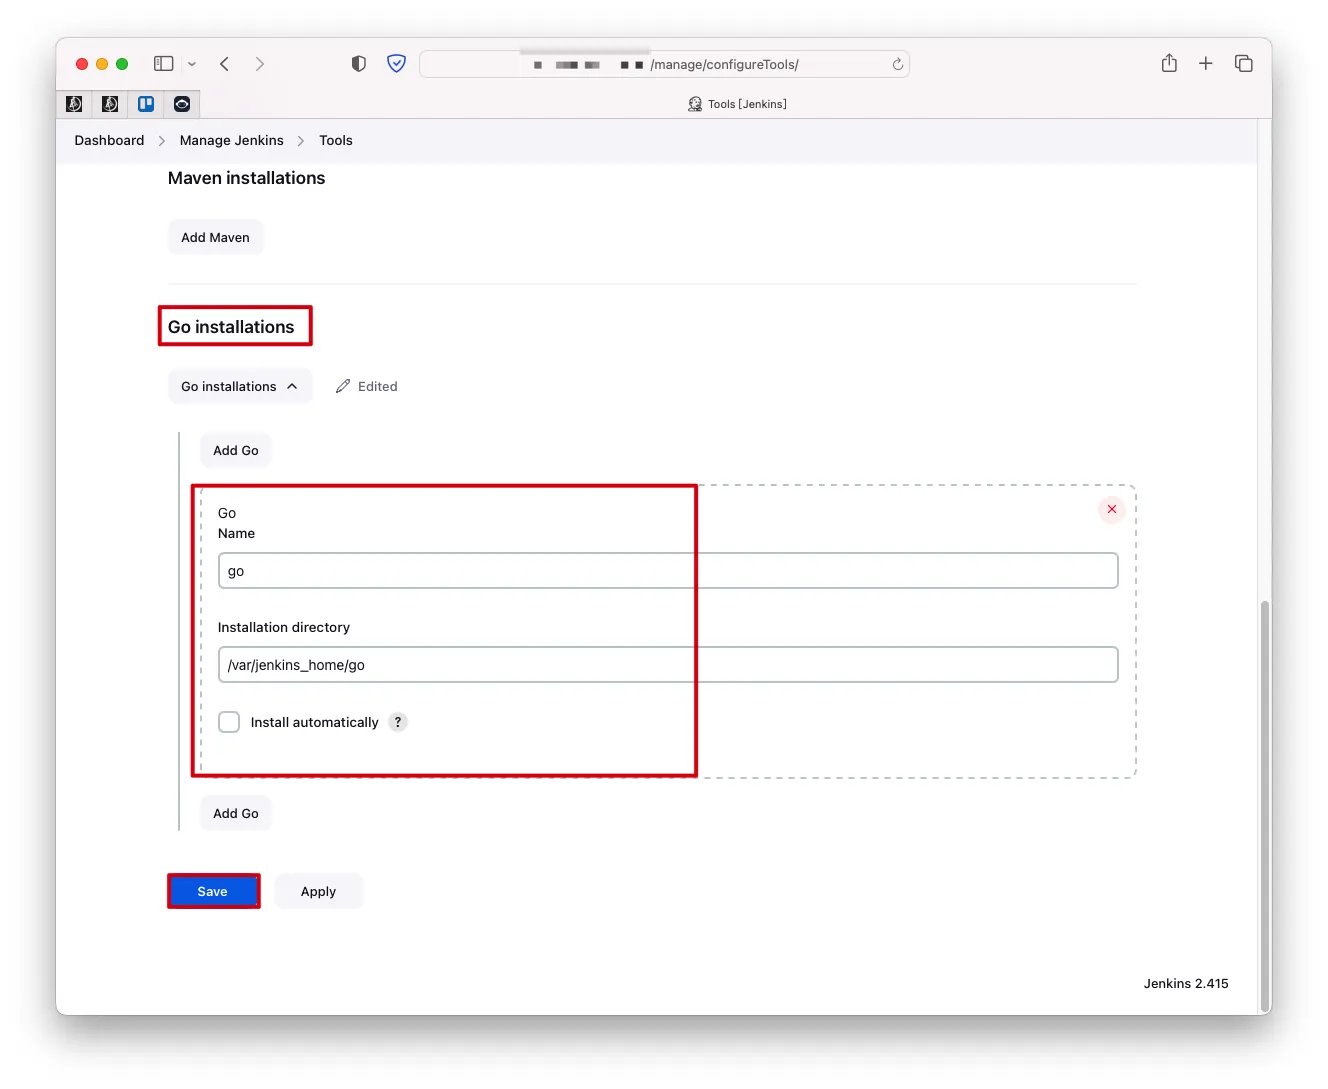 /manage/configureTools/
Tools [Jenkins]
Dashboard > Manage Jenkins > Tools
Maven installations
Add Maven
Go installations
Go installations
Edited
Add Go
Go
Name
go
Installation directory
/var/jenkins_home/go
Install automatically ?
Add Go
Save
Apply
Jenkins 2.415